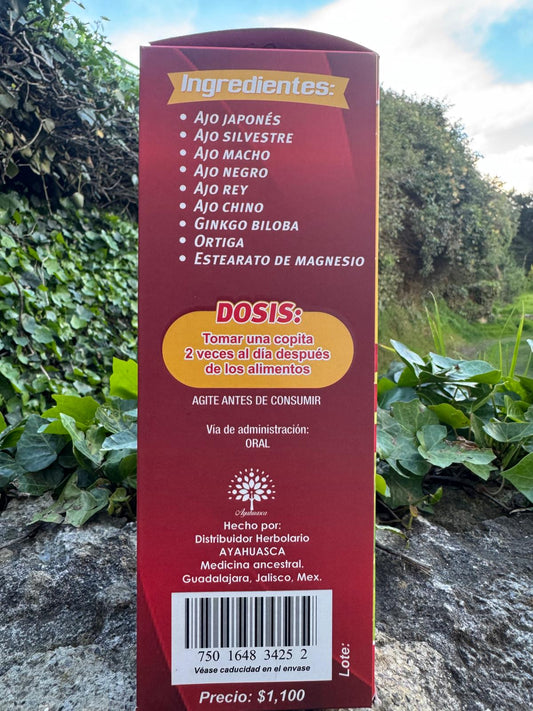 Ingredientes:
• AJO JAPONÉS
• AJO SILVESTRE
• AJO MACHO
• AJO NEGRO
• AJO REY
• AJO CHINO
• GINKGO BILOBA
• ORTIGA
• ESTEARATO DE MAGNESIO
DOSIS:
Tomar una copita
2 veces al día después
de los alimentos
AGITE ANTES DE CONSUMIR
Vía de administración:
ORAL
Ayahuasca
Hecho por:
Distribuidor Herbolario
AYAHUASCA
Medicina ancestral.
Guadalajara, Jalisco, Mex.
750 1648 3425 2
Véase caducidad en el envase
Lote:
Precio: $1,100